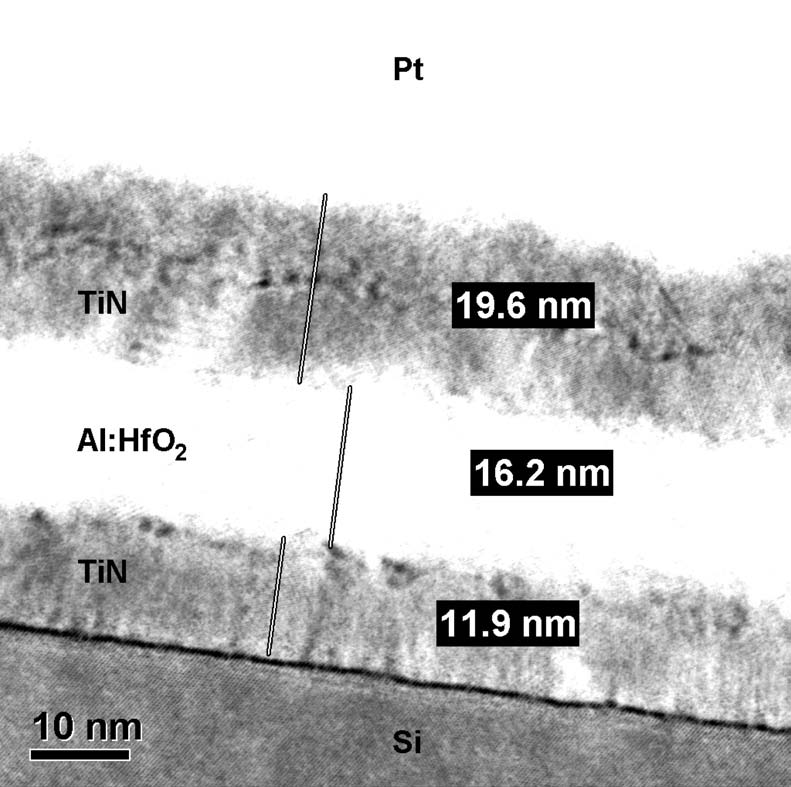 Pt
TiN
19.6 nm
Al:HfO₂
16.2 nm
TiN
11.9 nm
10 nm
Si